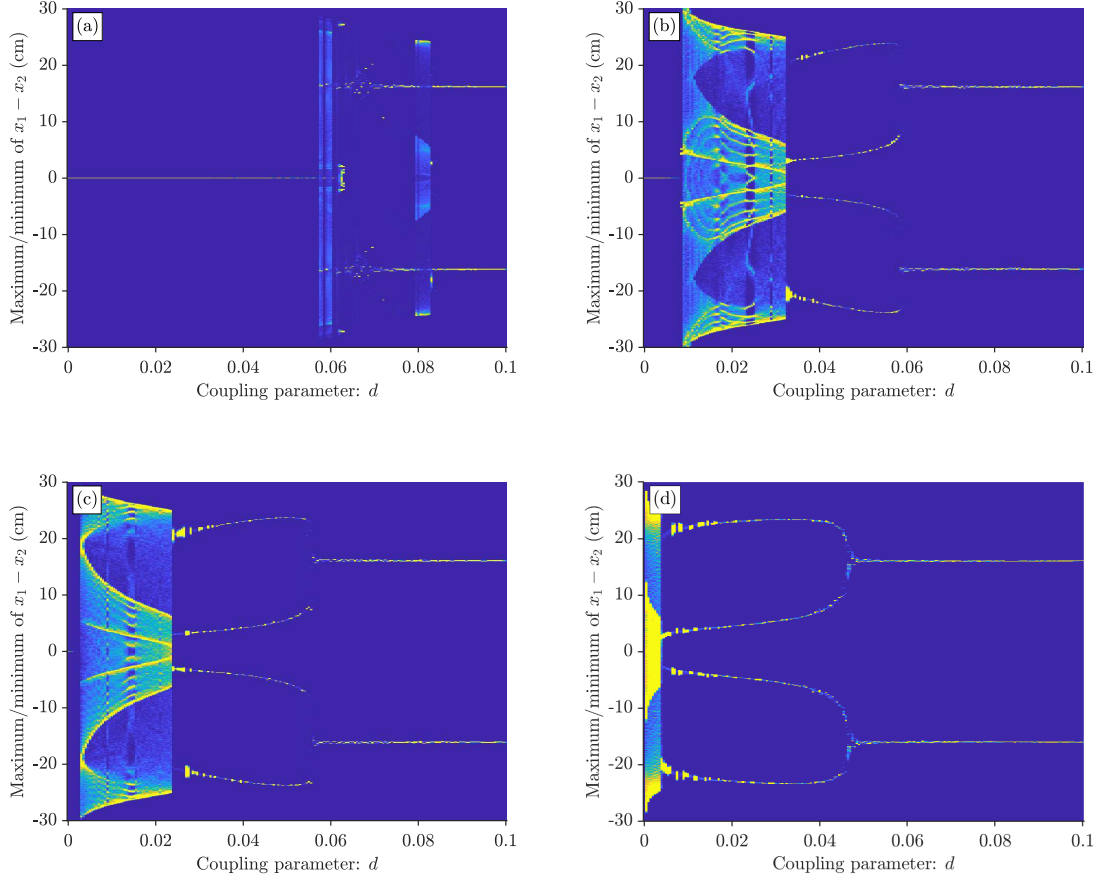 (a)
30
20
10
0
-10
-20
-30
Maximum/minimum of x₁ − x₂ (cm)
0 0.02 0.04 0.06 0.08 0.1
Coupling parameter: d
(b)
30
20
10
0
-10
-20
-30
Maximum/minimum of x₁ − x₂ (cm)
0 0.02 0.04 0.06 0.08 0.1
Coupling parameter: d
(c)
30
20
10
0
-10
-20
-30
Maximum/minimum of x₁ − x₂ (cm)
0 0.02 0.04 0.06 0.08 0.1
Coupling parameter: d
(d)
30
20
10
0
-10
-20
-30
Maximum/minimum of x₁ − x₂ (cm)
0 0.02 0.04 0.06 0.08 0.1
Coupling parameter: d